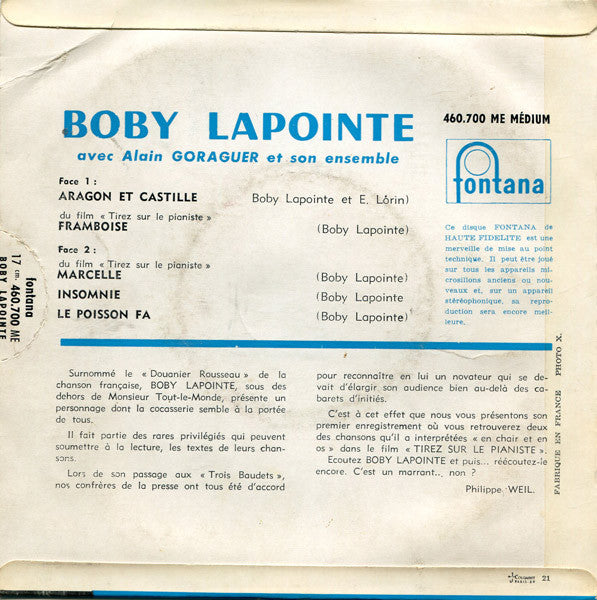 BOBY LAPOINTE
avec Alain GORAGUER et son ensemble
460.700 ME MÉDIUM
fontana
Face 1 :
ARAGON ET CASTILLE Boby Lapointe et E. Lôrin)
du film « Tirez sur le pianiste »
FRAMBOISE (Boby Lapointe)
Face 2 :
du film « Tirez sur le pianiste »
MARCELLE (Boby Lapointe)
INSOMNIE (Boby Lapointe
LE POISSON FA (Boby Lapointe)
Ce disque FONTANA de
HAUTE FIDELITE est une
merveille de mise au point
technique. Il peut être joué
sur tous les appareils mi-
crosillons anciens ou nou-
veaux et, sur un appareil
stéréophonique, sa repro-
duction sera encore meil-
leure.
fontana
17 cm. 460.700 ME
BOBY LAPOINTE
Surnommé le « Douanier Rousseau » de la
chanson française, BOBY LAPOINTE, sous des
dehors de Monsieur Tout-le-Monde, présente un
personnage dont la cocasserie semble à la portée
de tous.
Il fait partie des rares privilégiés qui peuvent
soumettre à la lecture, les textes de leurs chan-
sons.
Lors de son passage aux « Trois Baudets »,
nos confrères de la presse ont tous été d'accord
pour reconnaître en lui un novateur qui se de-
vait d'élargir son audience bien au-delà des ca-
barets d'initiés.
C'est à cet effet que nous vous présentons son
premier enregistrement où vous retrouverez deux
des chansons qu'il a interprétées « en chair et en
os » dans le film « TIREZ SUR LE PIANISTE ».
Ecoutez BOBY LAPOINTE et puis... réécoutez-le
encore. C'est un marrant.. non ?
Philippe WEIL.
FABRIQUE EN FRANCE PHOTO X.
21